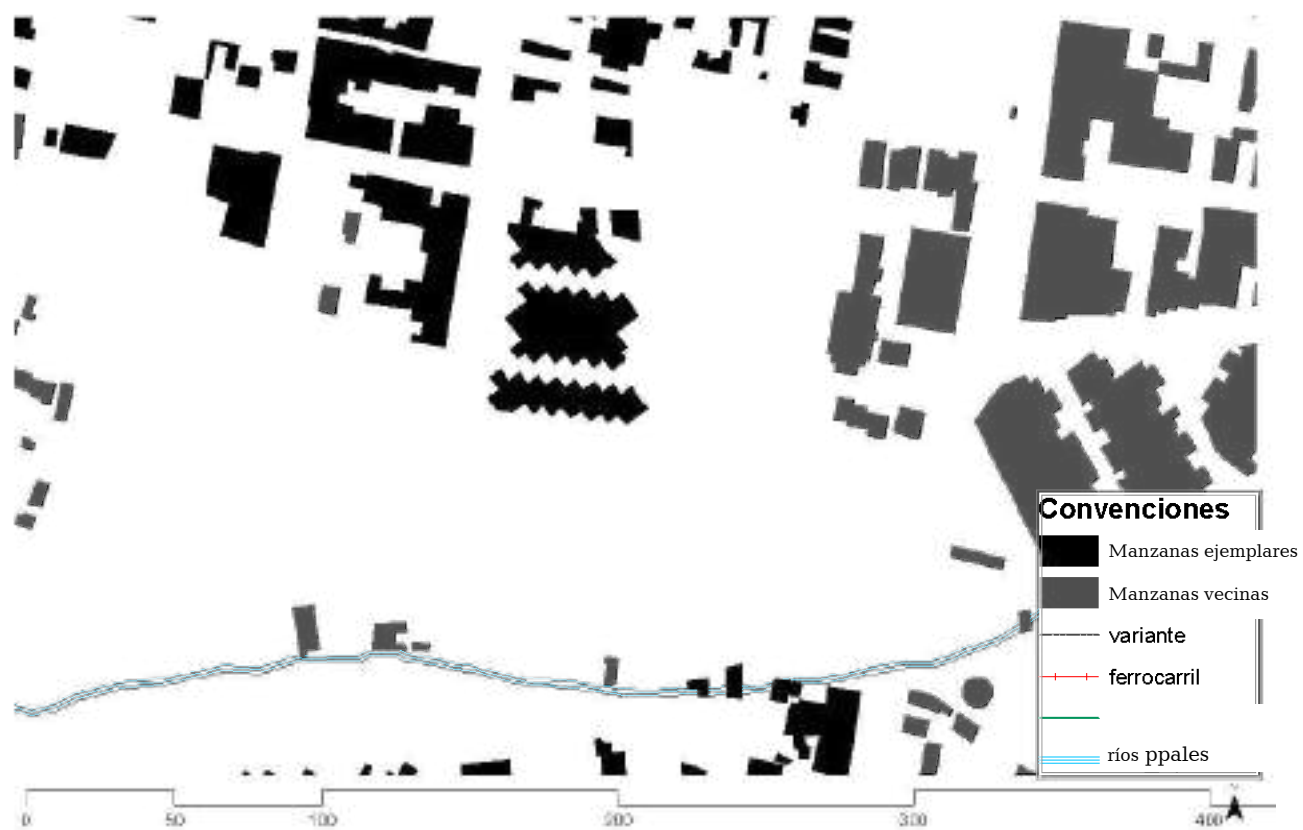 Convenciones
Manzanas ejemplares
Manzanas vecinas
variante
ferrocarril
ríos ppales
0 50 100 200 300 400